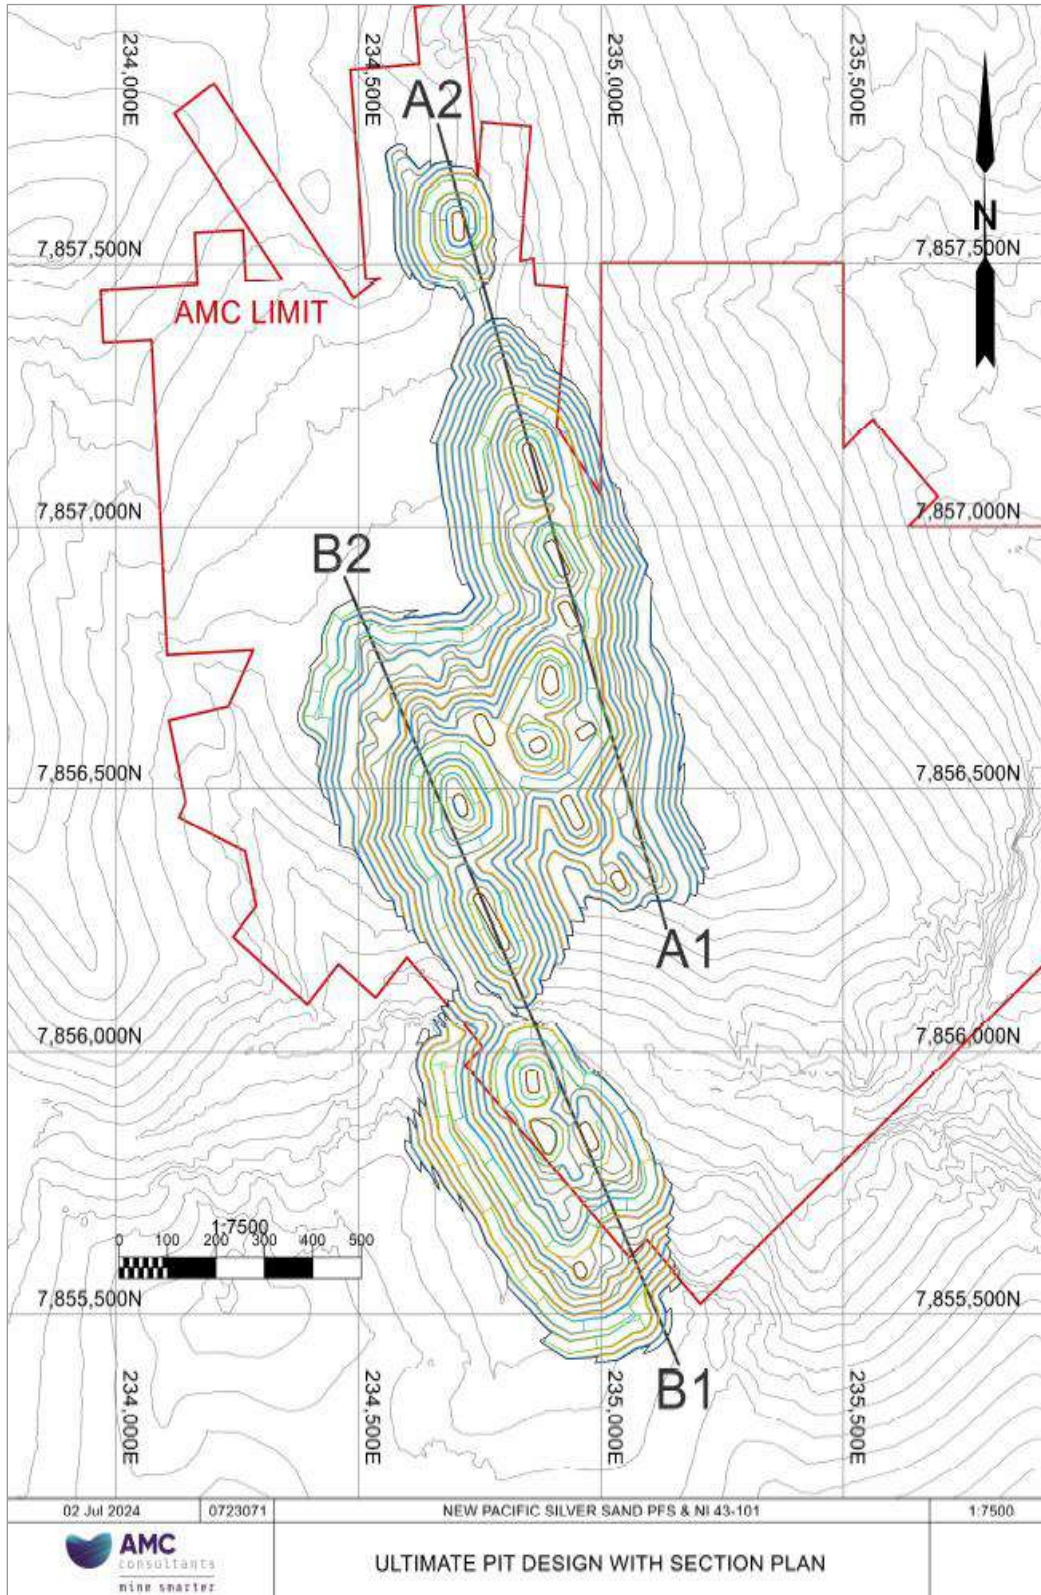 234,000E
234,500E
235,000E
235,500E
A2
N
7,857,500N
7,857,500N
AMC LIMIT
7,857,000N
7,857,000N
B2
7,856,500N
7,856,500N
A1
7,856,000N
7,856,000N
1:7500
0 100 200 300 400 500
7,855,500N
7,855,500N
B1
234,000E
234,500E
235,000E
235,500E
02 Jul 2024 0723071 NEW PACIFIC SILVER SAND PFS & NI 43-101 1:7500
AMC
consultants
mine smarter
ULTIMATE PIT DESIGN WITH SECTION PLAN